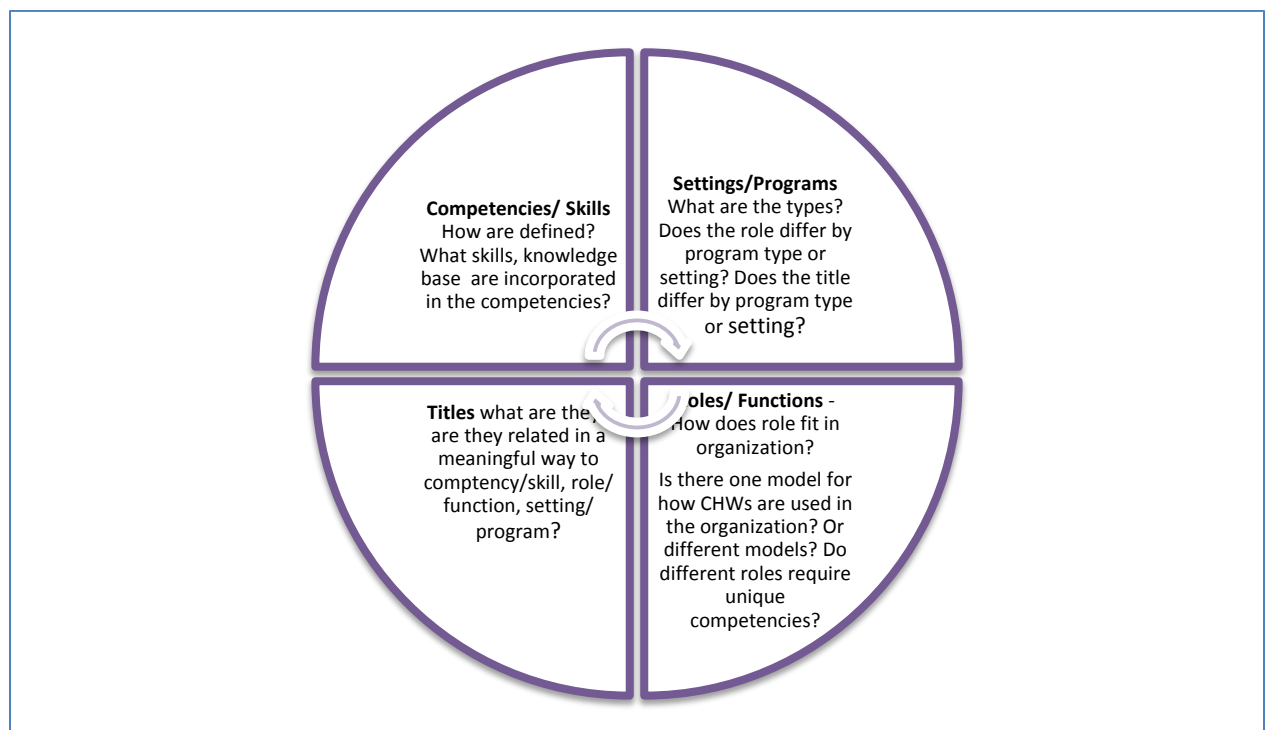 Competencies/ Skills
How are defined?
What skills, knowledge
base  are incorporated
in the competencies?
Settings/Programs
What are the types?
Does the role differ by
program type or
setting? Does the title
differ by program type
or setting?
Titles what are they
are they related in a
meaningful way to
comptency/skill, role/
function, setting/
program?
oles/ Functions -
How does role fit in
organization?
Is there one model for
how CHWs are used in
the organization? Or
different models? Do
different roles require
unique
competencies?